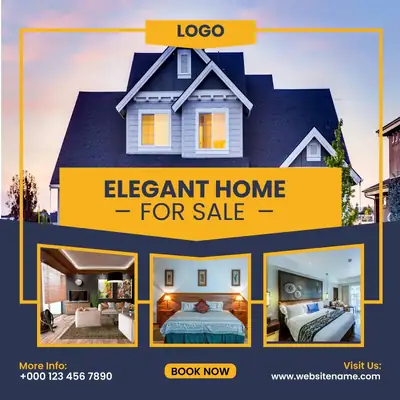 LOGO
ELEGANT HOME
– FOR SALE –
More Info:
+000 123 456 7890
BOOK NOW
Visit Us:
www.websitename.com